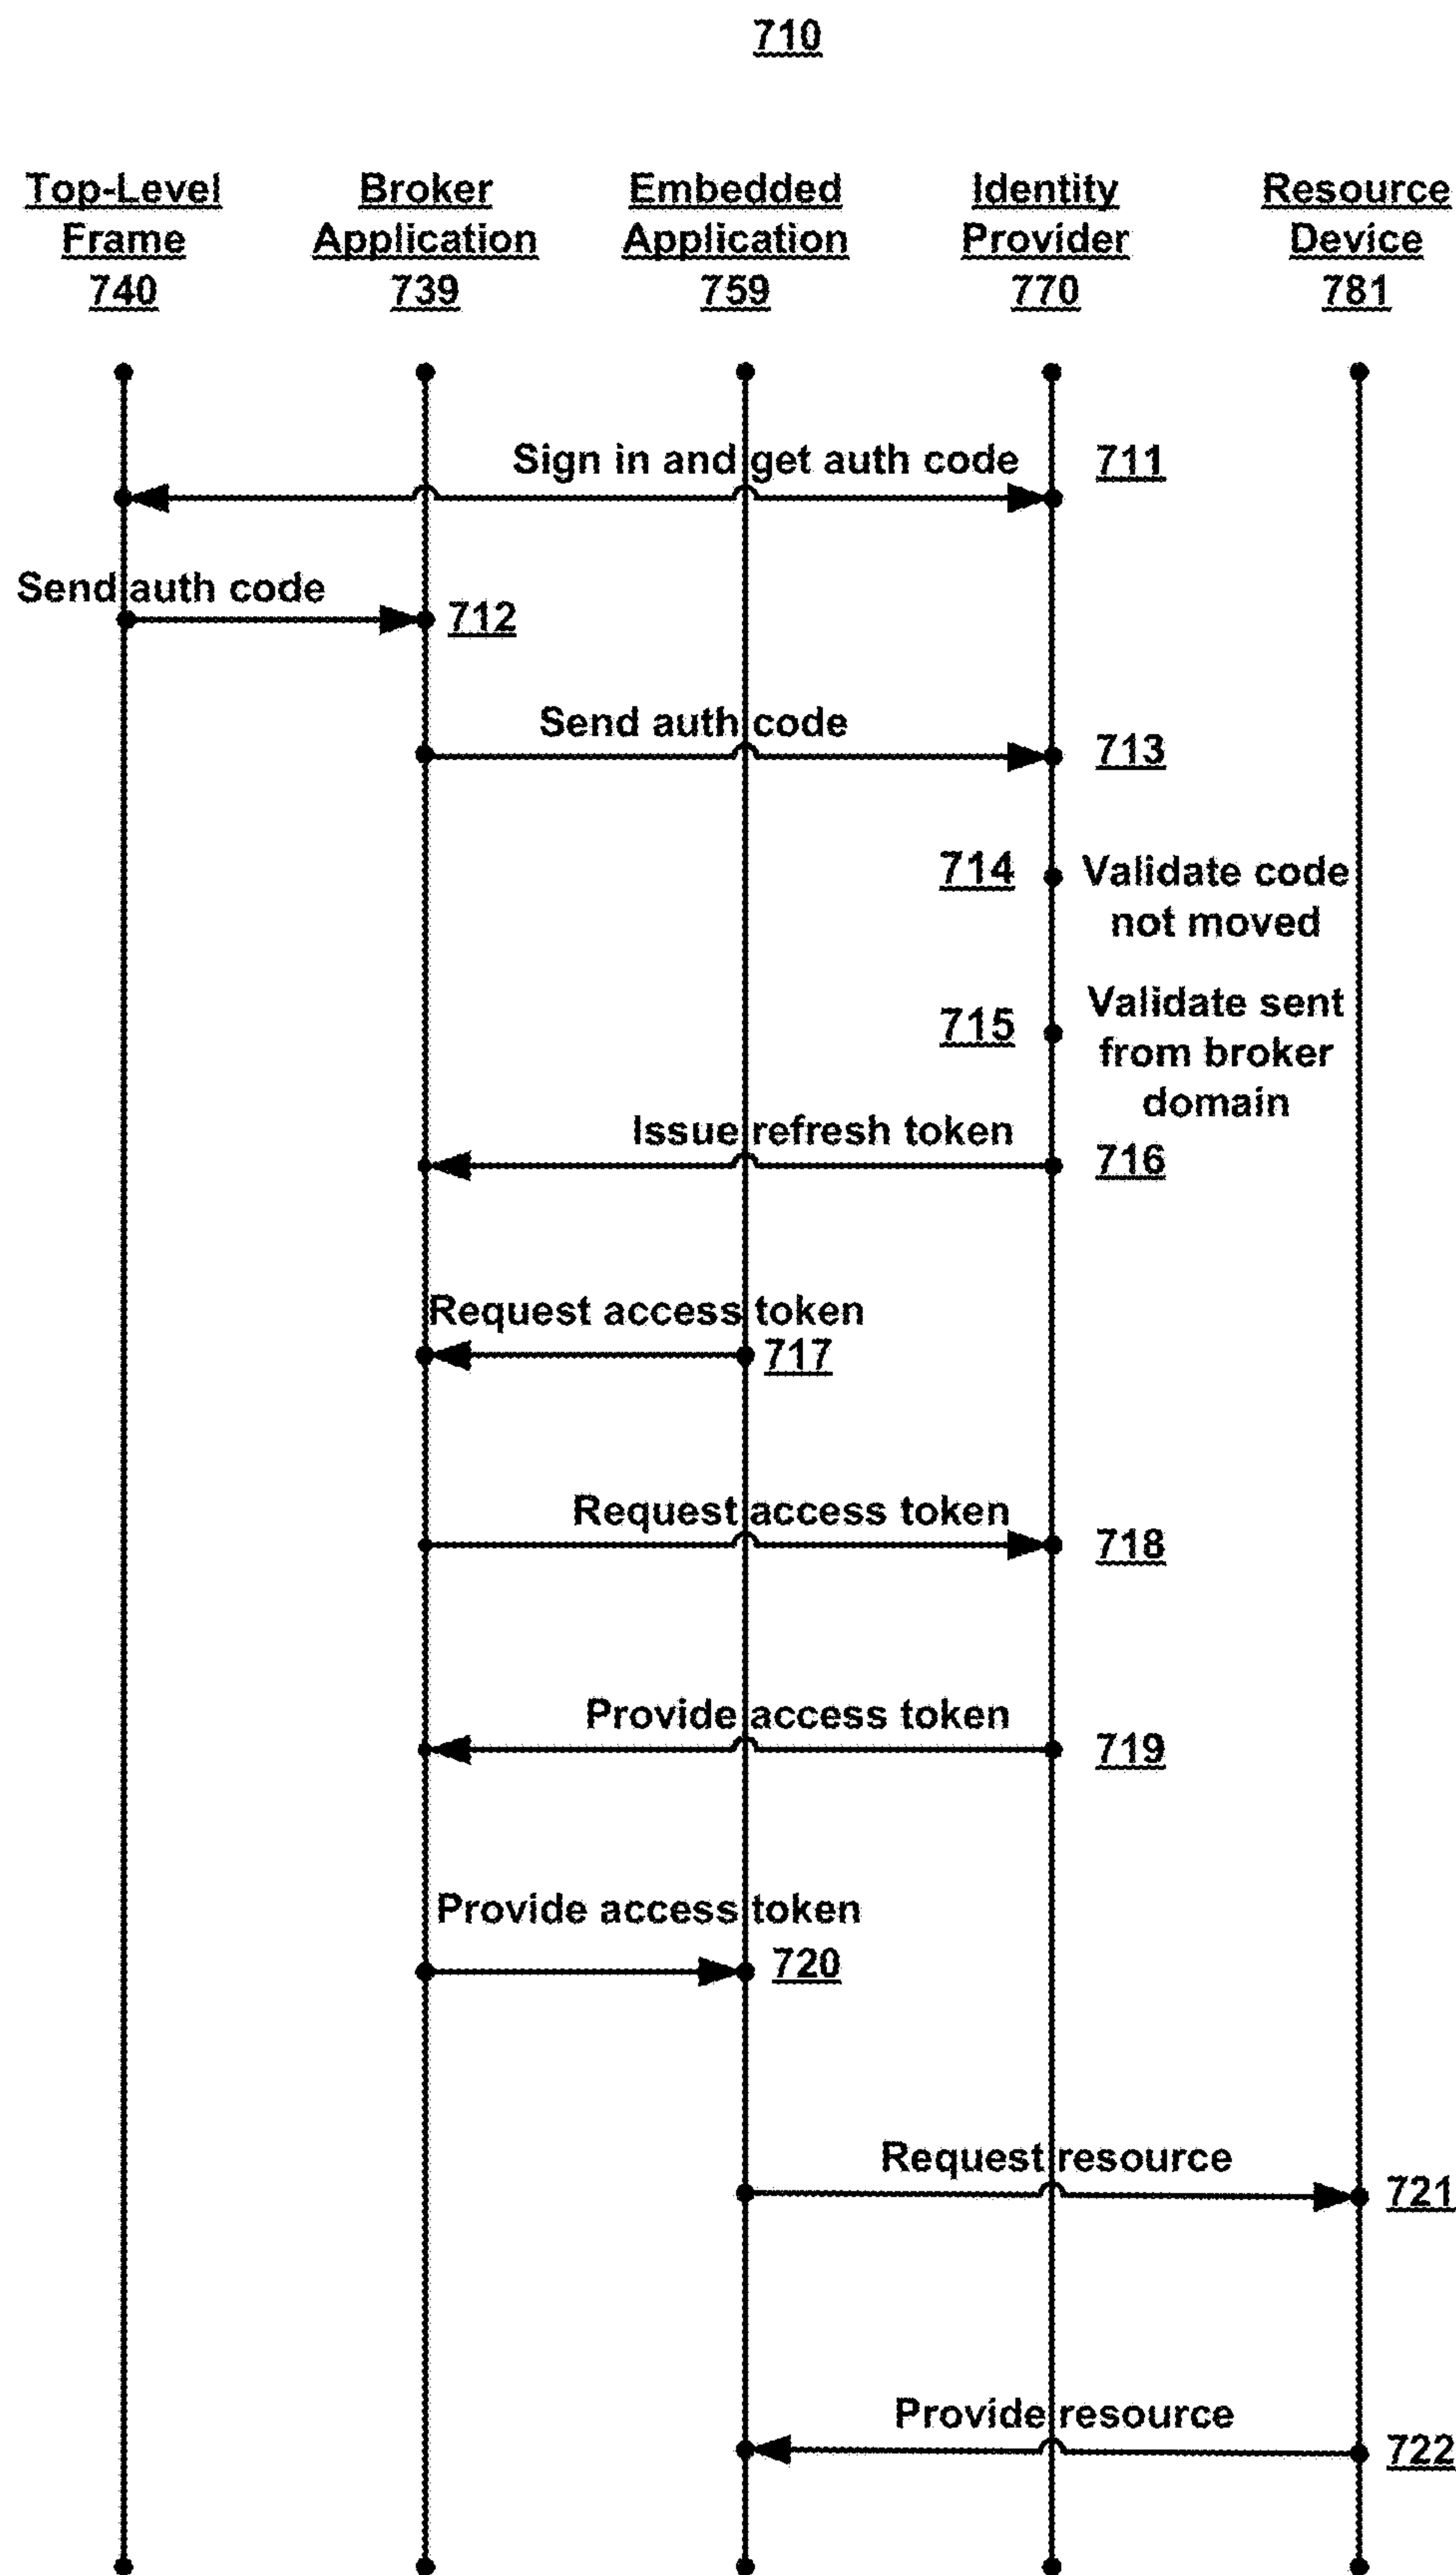 710
Top-Level
Frame
740
Broker
Application
739
Embedded
Application
759
Identity
Provider
770
Resource
Device
781
Sign in and get auth code
711
Send auth code
712
Send auth code
713
714
Validate code
not moved
715
Validate sent
from broker
domain
Issue refresh token
716
Request access token
717
Request access token
718
Provide access token
719
Provide access token
720
Request resource
721
Provide resource
722